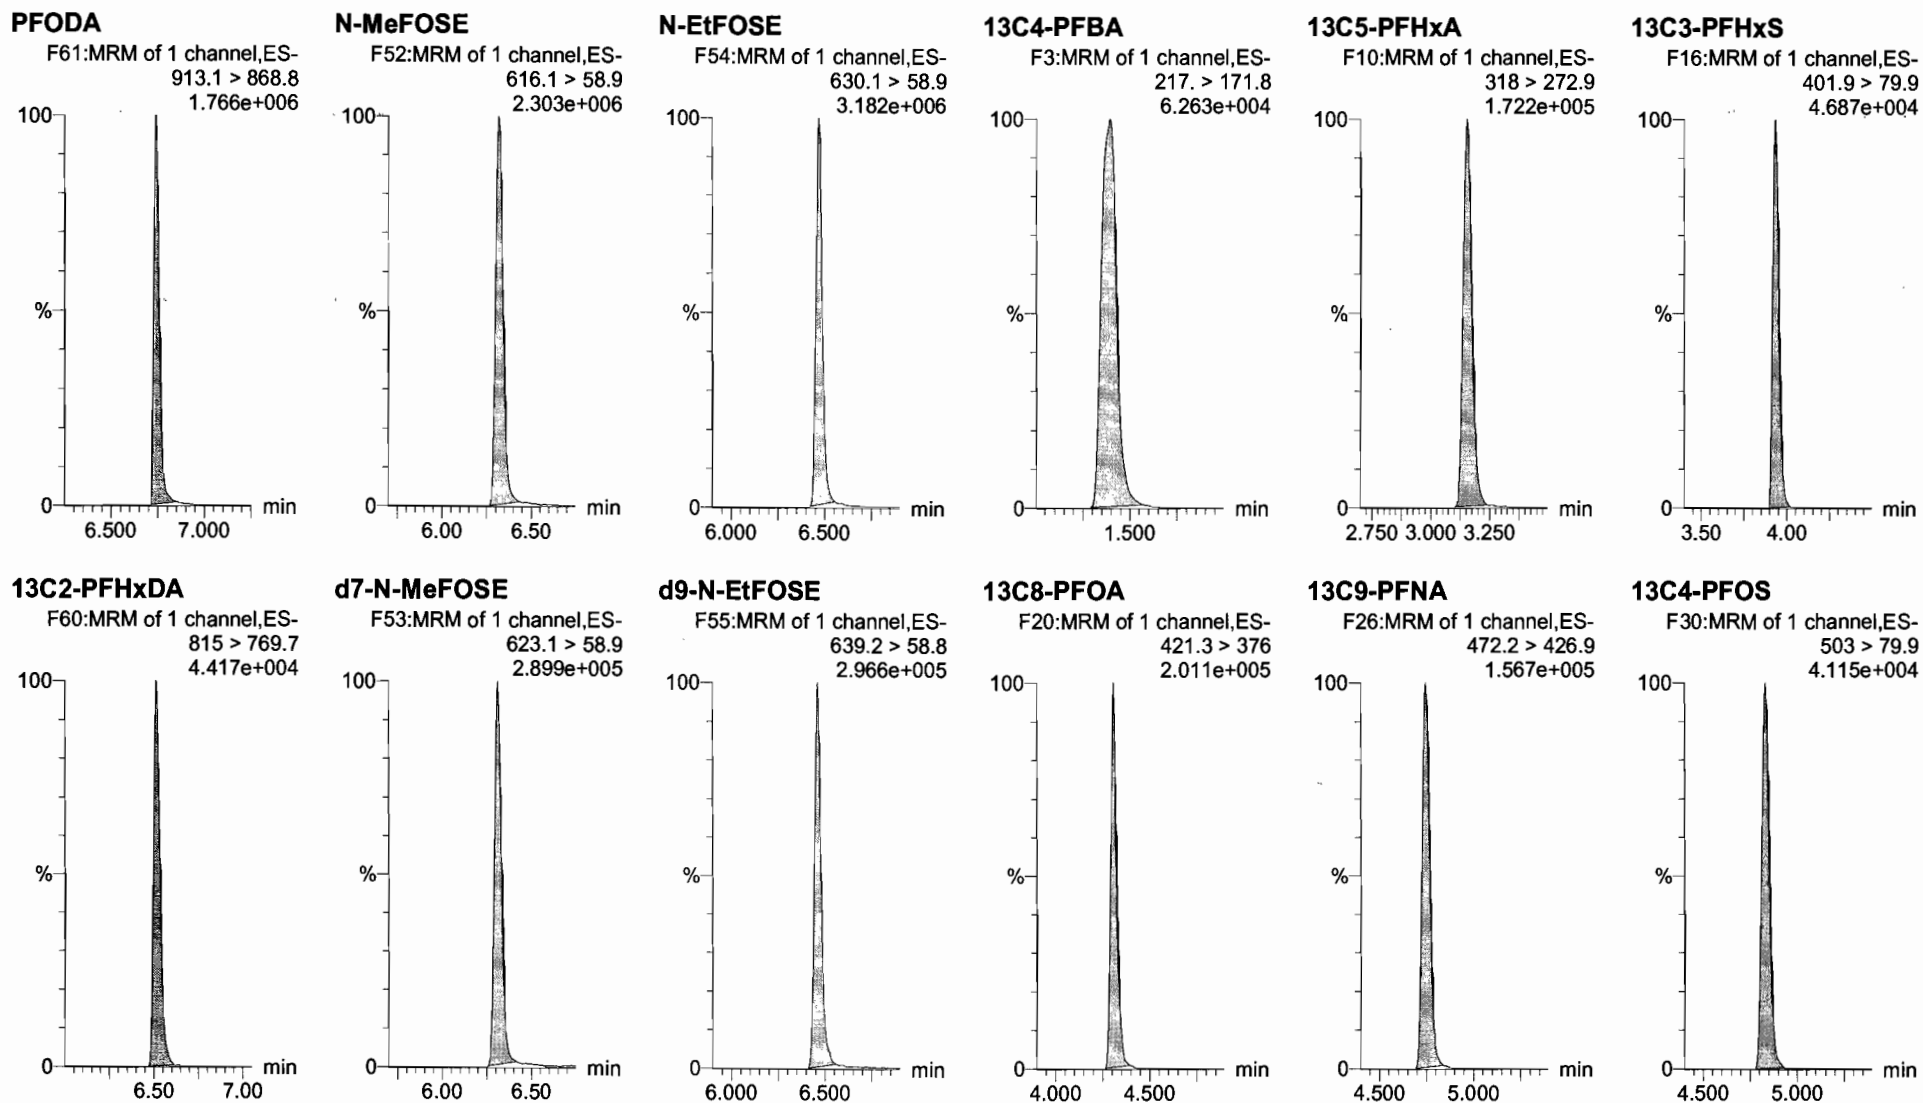 PFODA
F61:MRM of 1 channel,ES-
913.1 > 868.8
1.766e+006
100
%
0
min
6.500 7.000
N-MeFOSE
F52:MRM of 1 channel,ES-
616.1 > 58.9
2.303e+006
100
%
0
min
6.00 6.50
N-EtFOSE
F54:MRM of 1 channel,ES-
630.1 > 58.9
3.182e+006
100
%
0
min
6.000 6.500
13C4-PFBA
F3:MRM of 1 channel,ES-
217. > 171.8
6.263e+004
100
%
0
min
1.500
13C5-PFHxA
F10:MRM of 1 channel,ES-
318 > 272.9
1.722e+005
100
%
0
min
2.750 3.000 3.250
13C3-PFHxS
F16:MRM of 1 channel,ES-
401.9 > 79.9
4.687e+004
100
%
0
min
3.50 4.00
13C2-PFHxDA
F60:MRM of 1 channel,ES-
815 > 769.7
4.417e+004
100
%
0
min
6.50 7.00
d7-N-MeFOSE
F53:MRM of 1 channel,ES-
623.1 > 58.9
2.899e+005
100
%
0
min
6.00 6.50
d9-N-EtFOSE
F55:MRM of 1 channel,ES-
639.2 > 58.8
2.966e+005
100
%
0
min
6.000 6.500
13C8-PFOA
F20:MRM of 1 channel,ES-
421.3 > 376
2.011e+005
100
%
0
min
4.000 4.500
13C9-PFNA
F26:MRM of 1 channel,ES-
472.2 > 426.9
1.567e+005
100
%
0
min
4.500 5.000
13C4-PFOS
F30:MRM of 1 channel,ES-
503 > 79.9
4.115e+004
100
%
0
min
4.500 5.000